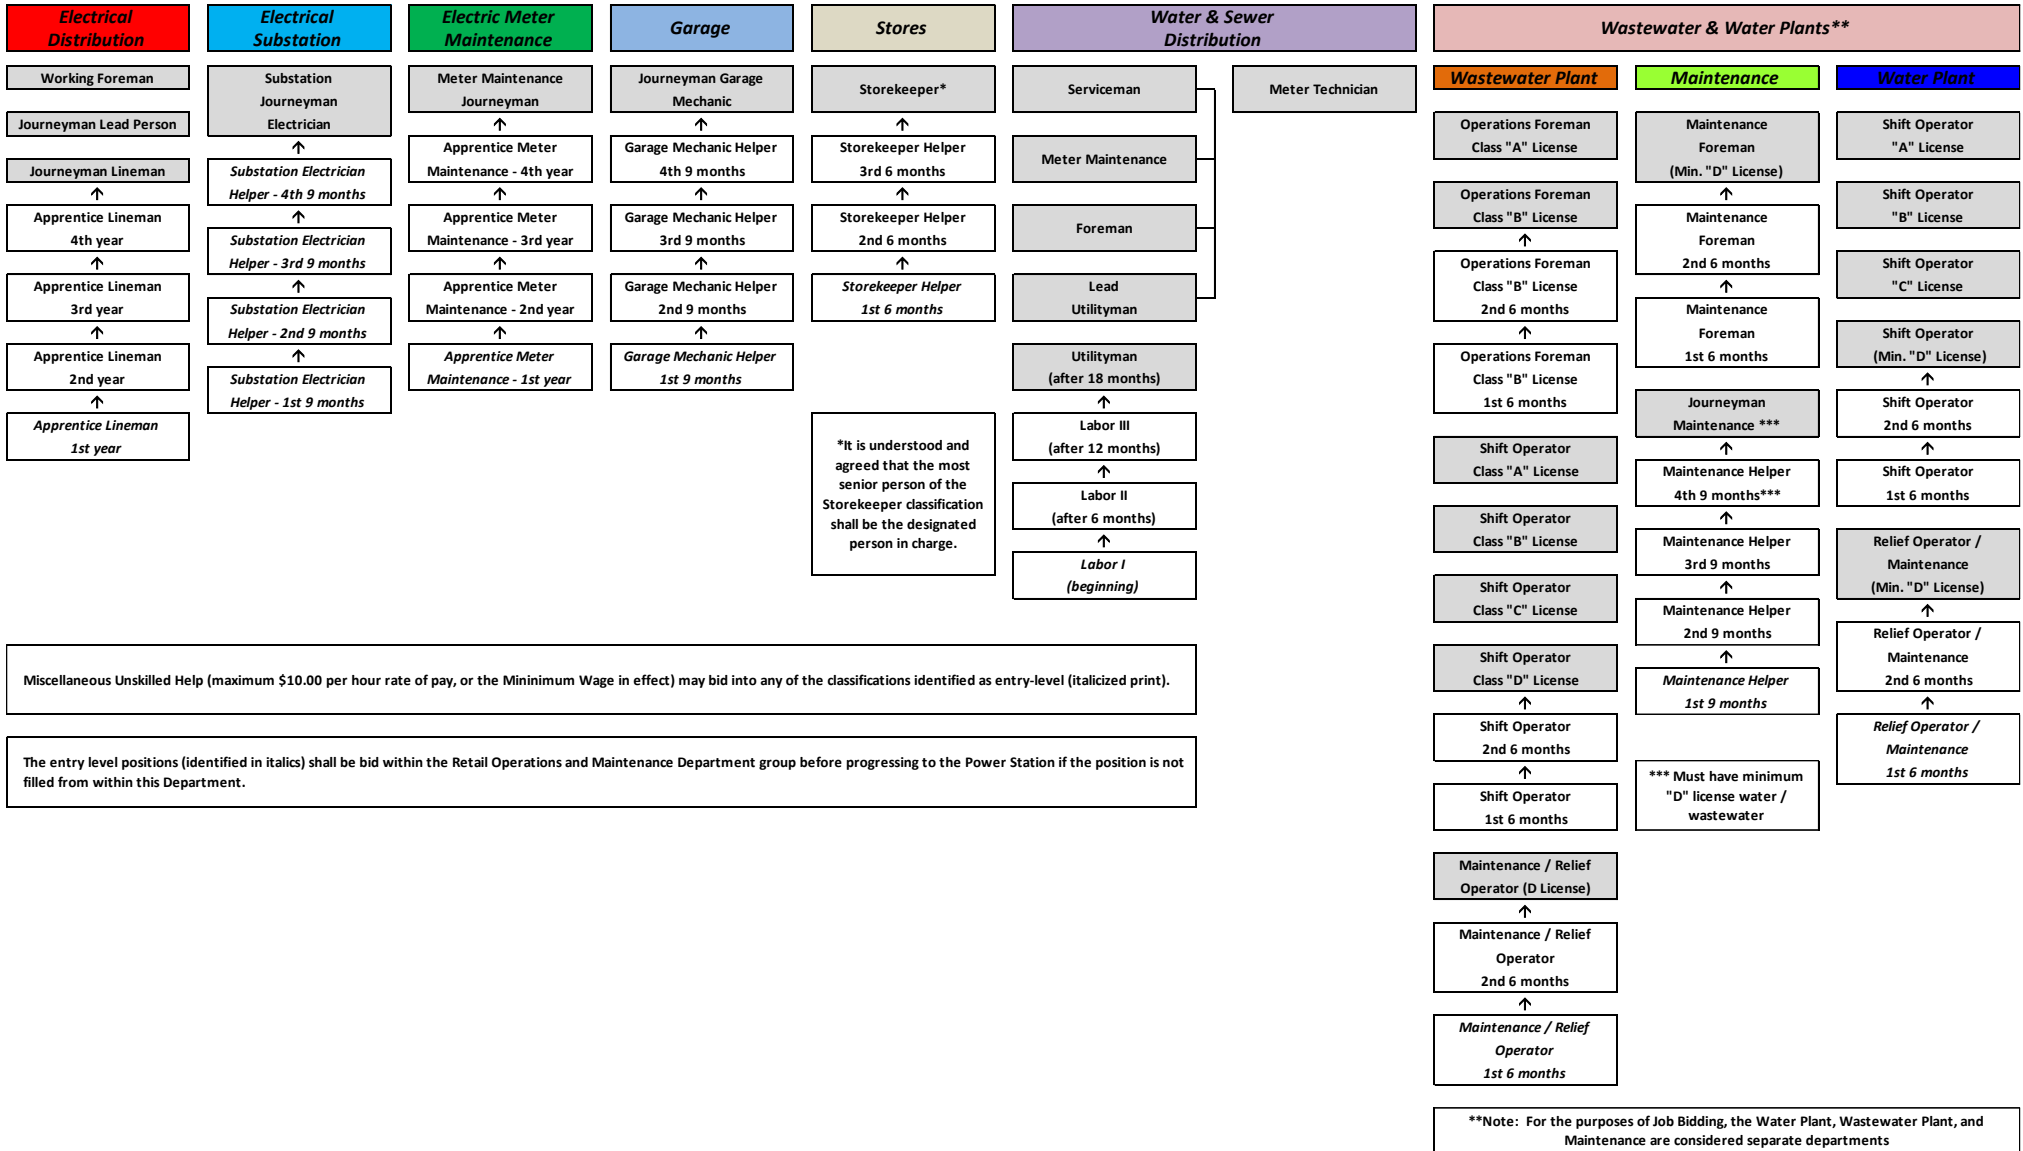 Electrical
Distribution
Working Foreman
Journeyman Lead Person
Journeyman Lineman
Apprentice Lineman
4th year
Apprentice Lineman
3rd year
Apprentice Lineman
2nd year
Apprentice Lineman
1st year
Electrical
Substation
Substation
Journeyman
Electrician
Substation Electrician
Helper - 4th 9 months
Substation Electrician
Helper - 3rd 9 months
Substation Electrician
Helper - 2nd 9 months
Substation Electrician
Helper - 1st 9 months
Electric Meter
Maintenance
Meter Maintenance
Journeyman
Apprentice Meter
Maintenance - 4th year
Apprentice Meter
Maintenance - 3rd year
Apprentice Meter
Maintenance - 2nd year
Apprentice Meter
Maintenance - 1st year
Garage
Journeyman Garage
Mechanic
Garage Mechanic Helper
4th 9 months
Garage Mechanic Helper
3rd 9 months
Garage Mechanic Helper
2nd 9 months
Garage Mechanic Helper
1st 9 months
Stores
Storekeeper*
Storekeeper Helper
3rd 6 months
Storekeeper Helper
2nd 6 months
Storekeeper Helper
1st 6 months
*It is understood and
agreed that the most
senior person of the
Storekeeper classification
shall be the designated
person in charge.
Water & Sewer
Distribution
Serviceman
Meter Maintenance
Foreman
Lead
Utilityman
Utilityman
(after 18 months)
Labor III
(after 12 months)
Labor II
(after 6 months)
Labor I
(beginning)
Meter Technician
Miscellaneous Unskilled Help (maximum $10.00 per hour rate of pay, or the Mininimum Wage in effect) may bid into any of the classifications identified as entry-level (italicized print).
The entry level positions (identified in italics) shall be bid within the Retail Operations and Maintenance Department group before progressing to the Power Station if the position is not
filled from within this Department.
Wastewater & Water Plants**
Wastewater Plant
Operations Foreman
Class "A" License
Operations Foreman
Class "B" License
Operations Foreman
Class "B" License
2nd 6 months
Operations Foreman
Class "B" License
1st 6 months
Shift Operator
Class "A" License
Shift Operator
Class "B" License
Shift Operator
Class "C" License
Shift Operator
Class "D" License
Shift Operator
2nd 6 months
Shift Operator
1st 6 months
Maintenance / Relief
Operator (D License)
Maintenance / Relief
Operator
2nd 6 months
Maintenance / Relief
Operator
1st 6 months
Maintenance
Maintenance
Foreman
(Min. "D" License)
Maintenance
Foreman
2nd 6 months
Maintenance
Foreman
1st 6 months
Journeyman
Maintenance ***
Maintenance Helper
4th 9 months***
Maintenance Helper
3rd 9 months
Maintenance Helper
2nd 9 months
Maintenance Helper
1st 9 months
*** Must have minimum
"D" license water /
wastewater
Water Plant
Shift Operator
"A" License
Shift Operator
"B" License
Shift Operator
"C" License
Shift Operator
(Min. "D" License)
Shift Operator
2nd 6 months
Shift Operator
1st 6 months
Relief Operator /
Maintenance
(Min. "D" License)
Relief Operator /
Maintenance
2nd 6 months
Relief Operator /
Maintenance
1st 6 months
**Note: For the purposes of Job Bidding, the Water Plant, Wastewater Plant, and
Maintenance are considered separate departments